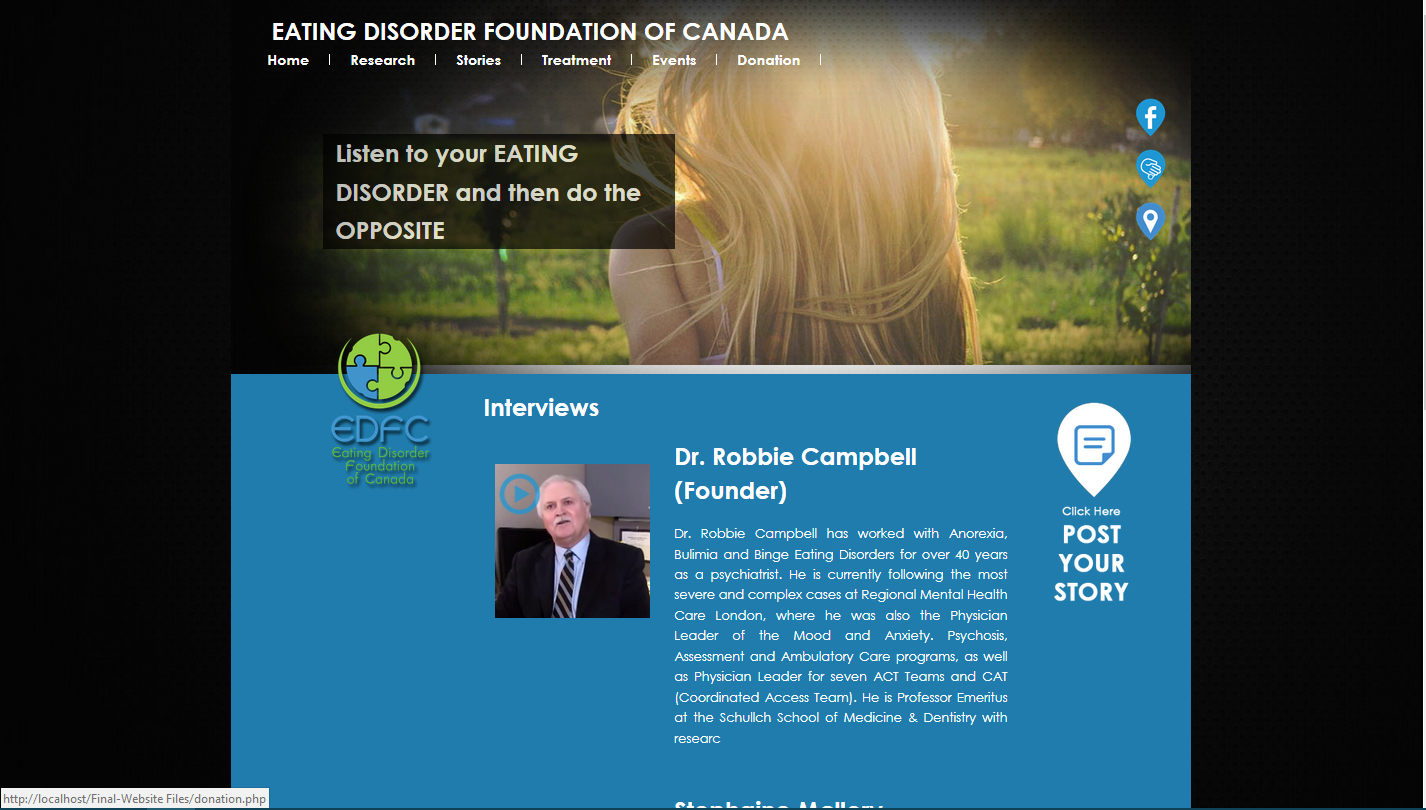 EATING DISORDER FOUNDATION OF CANADA
Home
Research
Stories
Treatment
Events
Donation
Listen to your EATING
DISORDER and then do the
OPPOSITE
EDFC
Eating Disorder
Foundation
of Canada
Interviews
Dr. Robbie Campbell
(Founder)
Dr. Robbie Campbell has worked with Anorexia,
Bulimia and Binge Eating Disorders for over 40 years
as a psychiatrist. He is currently following the most
severe and complex cases at Regional Mental Health
Care London, where he was also the Physician
Leader of the Mood and Anxiety. Psychosis,
Assessment and Ambulatory Care programs, as well
as Physician Leader for seven ACT Teams and CAT
(Coordinated Access Team). He is Professor Emeritus
at the Schullch School of Medicine & Dentistry with
researc
Click Here
POST
YOUR
STORY
http://localhost/Final-Website Files/donation.php